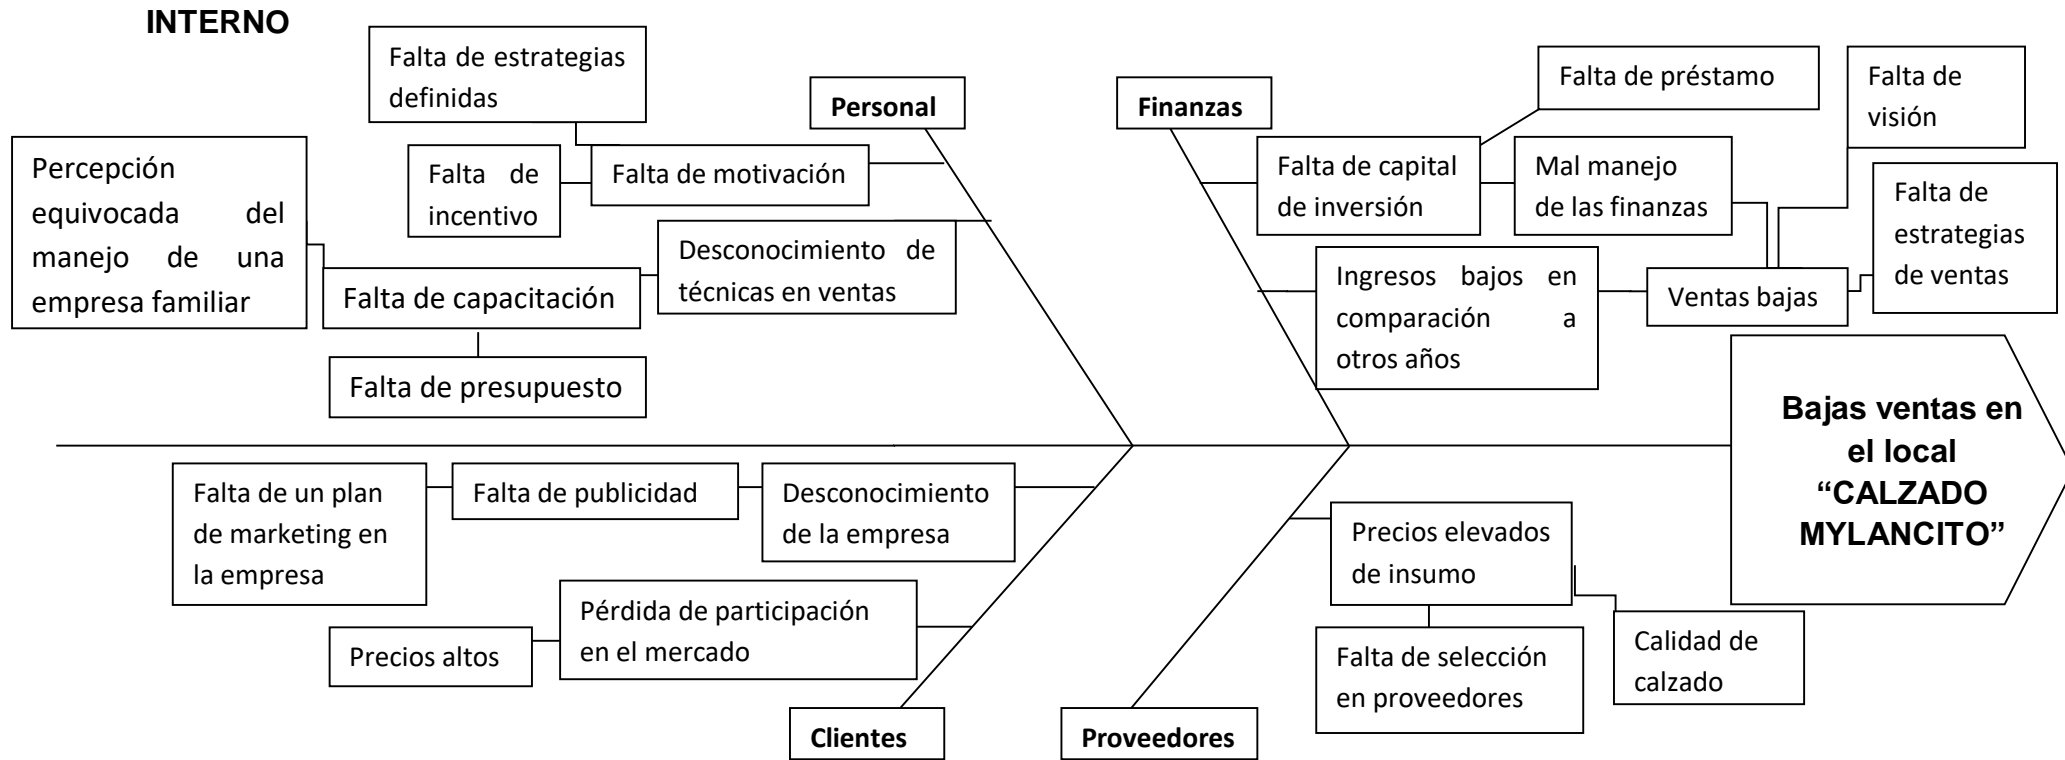 INTERNO
Falta de estrategias
definidas
Personal
Percepción
equivocada del
manejo de una
empresa familiar
Falta de
incentivo
Falta de motivación
Desconocimiento de
técnicas en ventas
Falta de capacitación
Falta de presupuesto
Finanzas
Falta de préstamo
Falta de
visión
Falta de capital
de inversión
Mal manejo
de las finanzas
Falta de
estrategias
de ventas
Ingresos bajos en
comparación a
otros años
Ventas bajas
Bajas ventas en
el local
“CALZADO
MYLANCITO”
Falta de un plan
de marketing en
la empresa
Falta de publicidad
Desconocimiento
de la empresa
Precios altos
Pérdida de participación
en el mercado
Clientes
Precios elevados
de insumo
Falta de selección
en proveedores
Calidad de
calzado
Proveedores